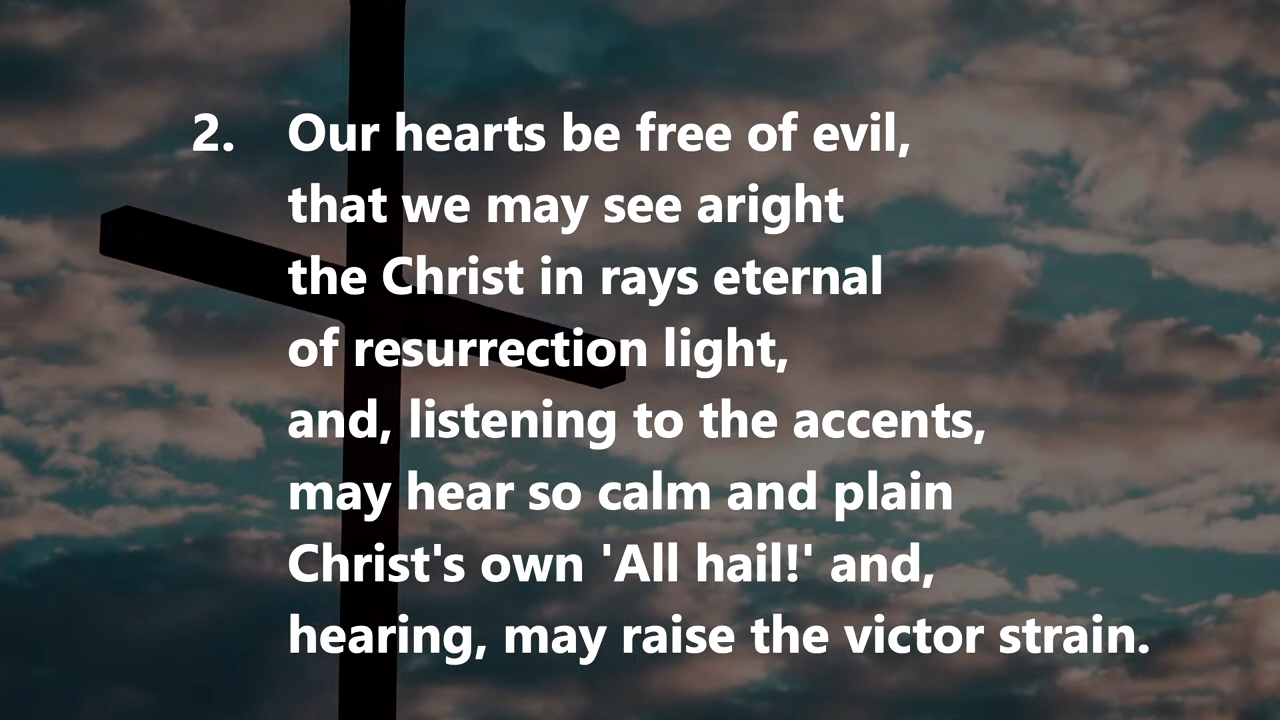 2. Our hearts be free of evil,
that we may see aright
the Christ in rays eternal
of resurrection light,
and, listening to the accents,
may hear so calm and plain
Christ's own 'All hail!' and,
hearing, may raise the victor strain.